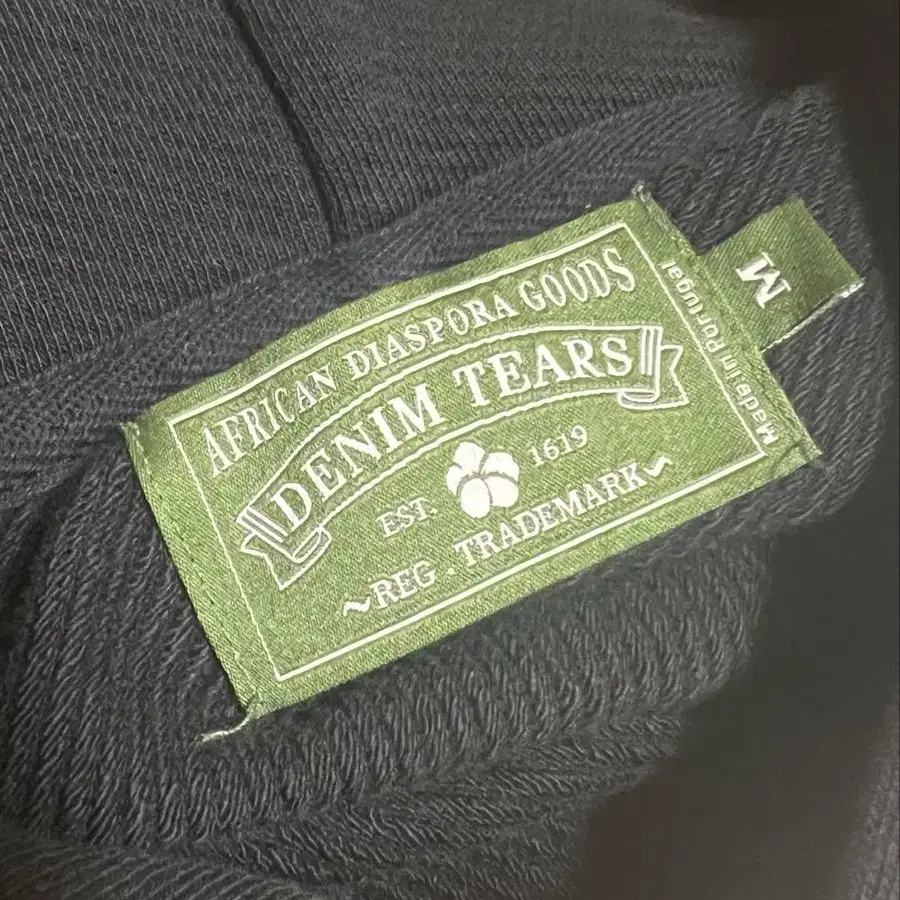 AFRICAN DIASPORA GOODS
DENIM TEARS
EST. 1619
~REG . TRADEMARK~
Made in Portugal
M